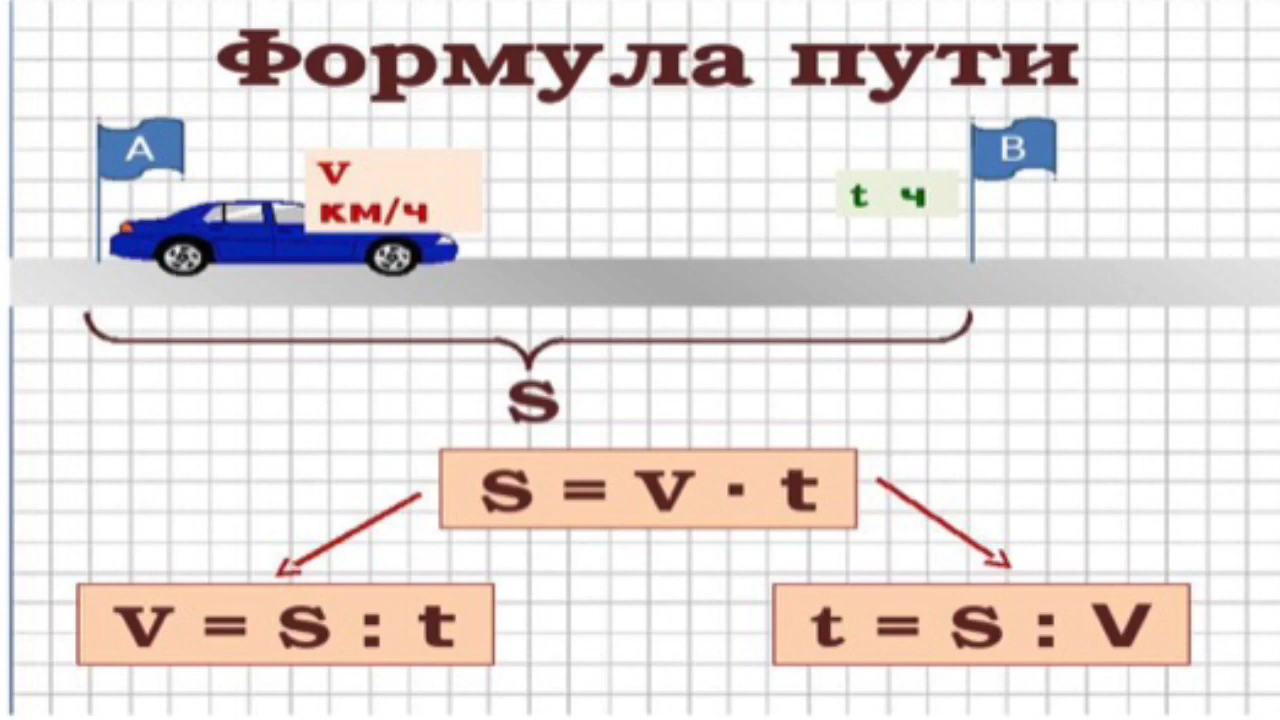 Формула пути
A
B
v
км/ч
t ч
s
s = v · t
v = s : t
t = s : v